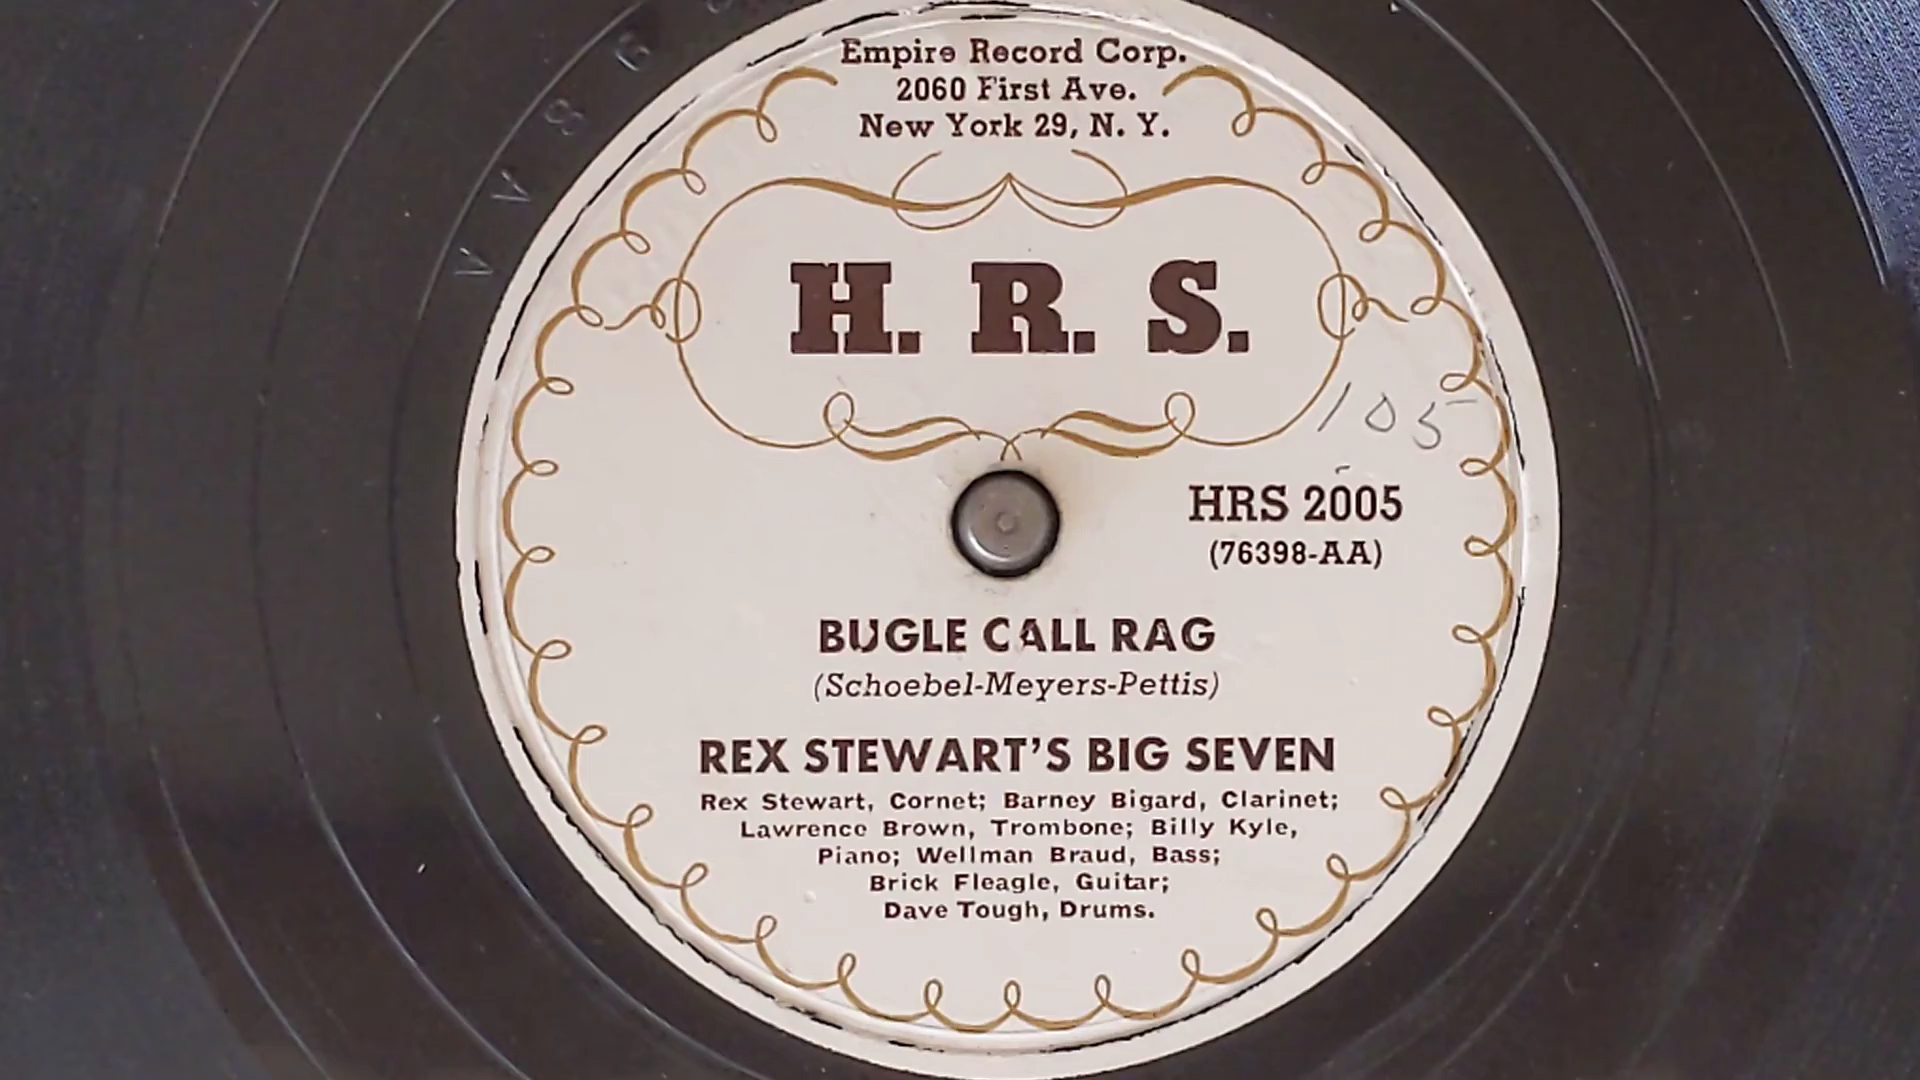 Empire Record Corp.
2060 First Ave.
New York 29, N. Y.
H. R. S.
105
HRS 2005
(76398-AA)
BUGLE CALL RAG
(Schoebel-Meyers-Pettis)
REX STEWART'S BIG SEVEN
Rex Stewart, Cornet; Barney Bigard, Clarinet;
Lawrence Brown, Trombone; Billy Kyle,
Piano; Wellman Braud, Bass;
Brick Fleagle, Guitar;
Dave Tough, Drums.